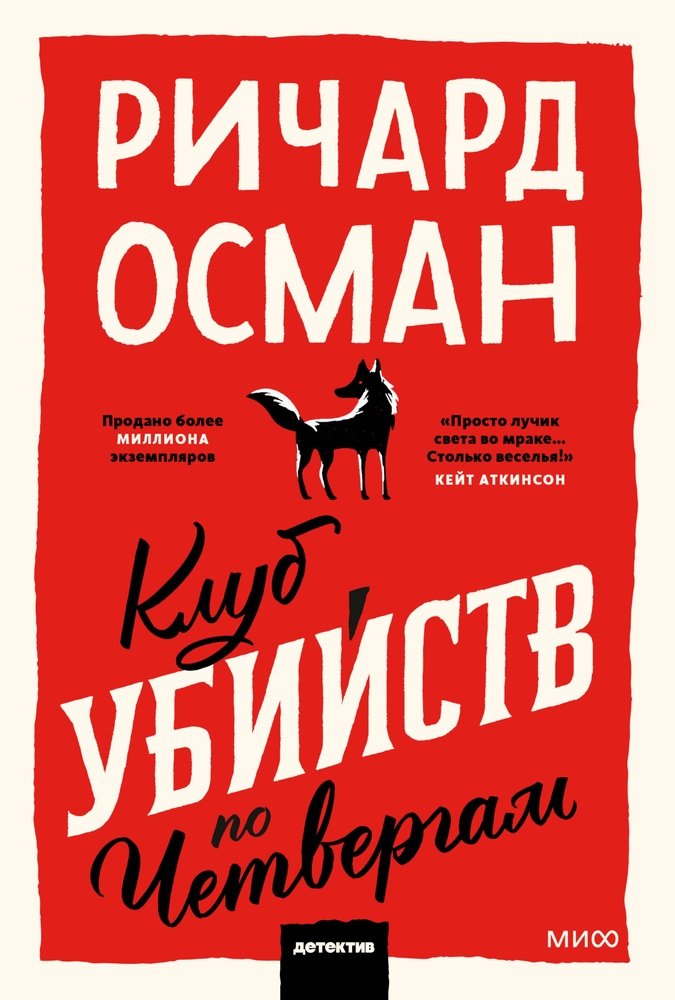 РИЧАРД
ОСМАН
Продано более
МИЛЛИОНА
экземпляров
«Просто лучик
света во мраке...
Столько веселья!»
КЕЙТ АТКИНСОН
Клуб
УБИЙСТВ
по
Четвергам
детектив
МИФ